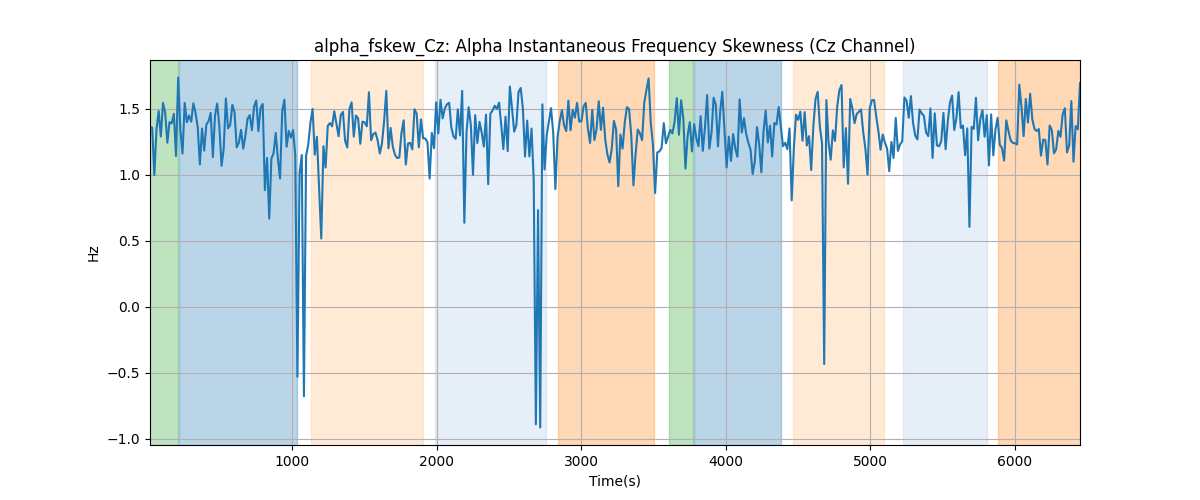 alpha_fskew_Cz: Alpha Instantaneous Frequency Skewness (Cz Channel)
1.5
1.0
0.5
0.0
−0.5
−1.0
Hz
1000 2000 3000 4000 5000 6000
Time(s)